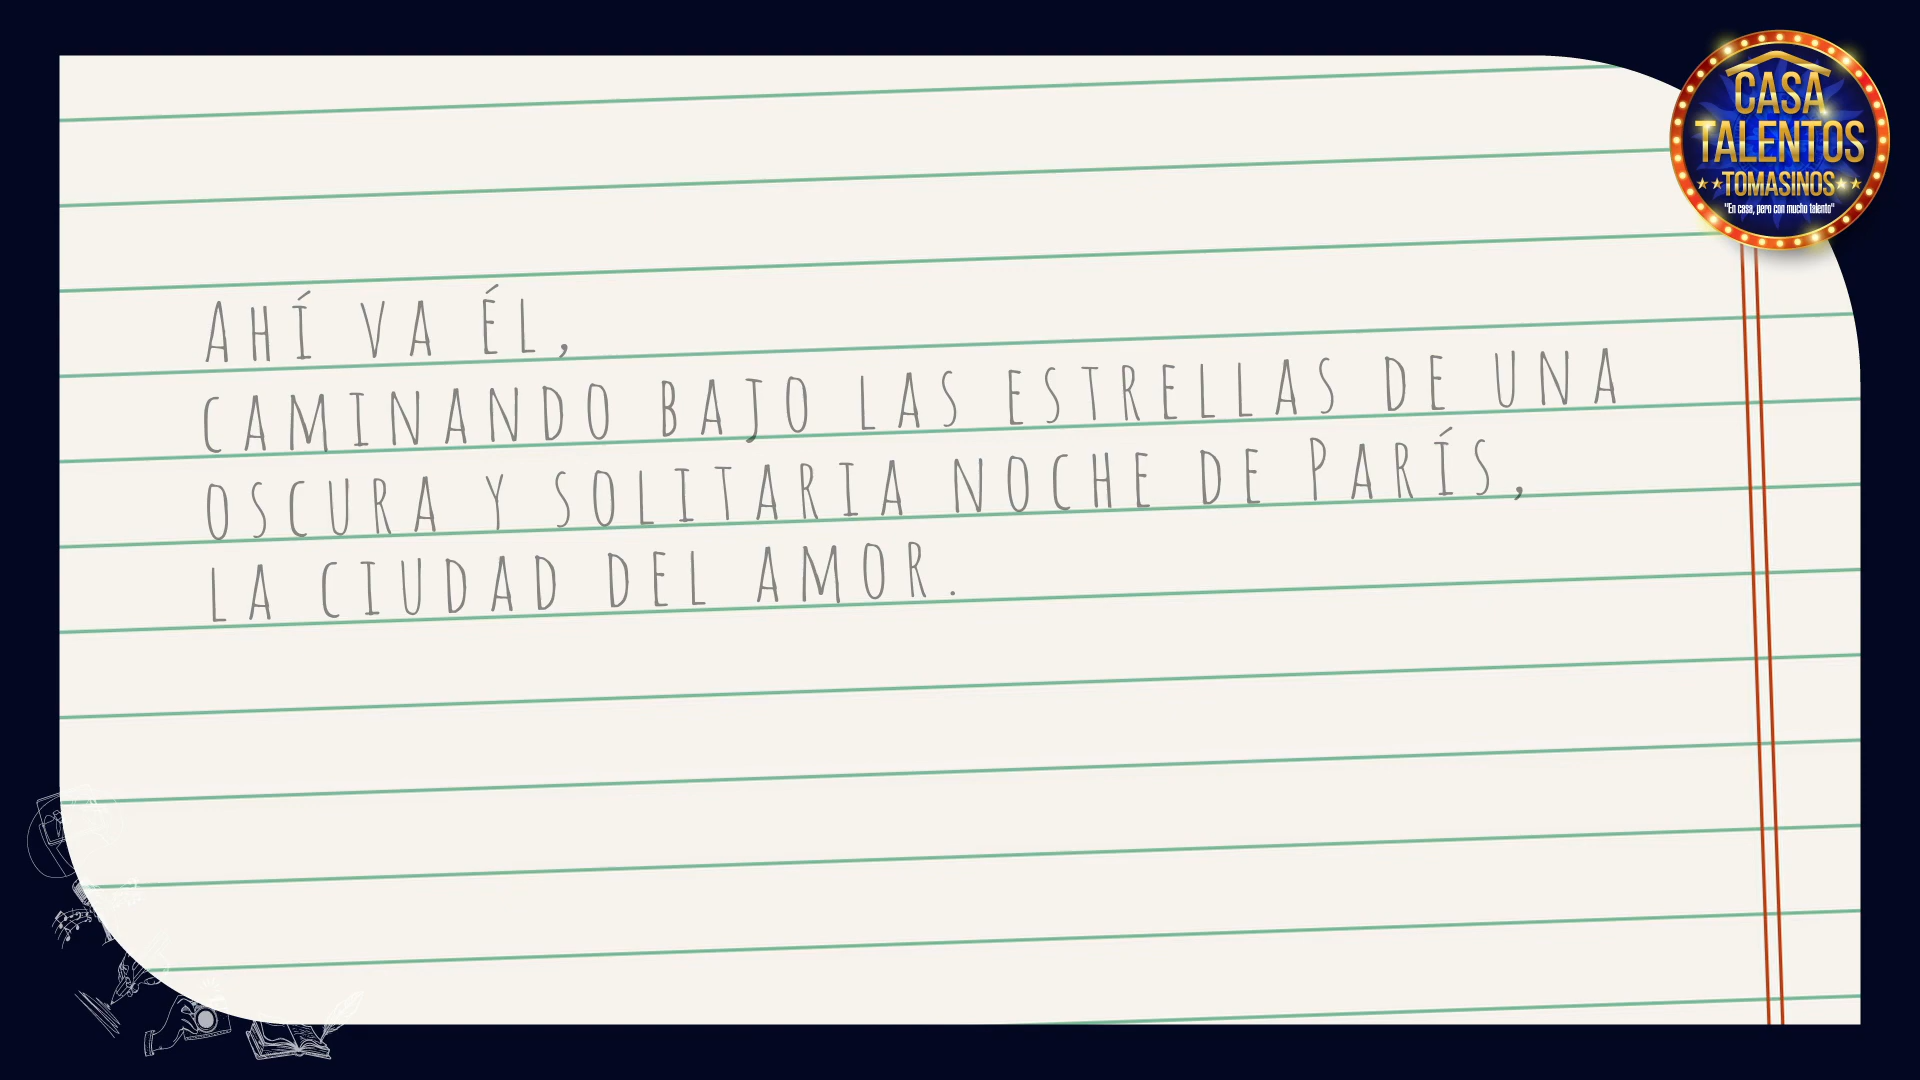 CASA
TALENTOS
TOMASINOS
"En casa, pero con mucho talento"
AHÍ VA ÉL,
CAMINANDO BAJO LAS ESTRELLAS DE UNA
OSCURA Y SOLITARIA NOCHE DE PARÍS,
LA CIUDAD DEL AMOR.